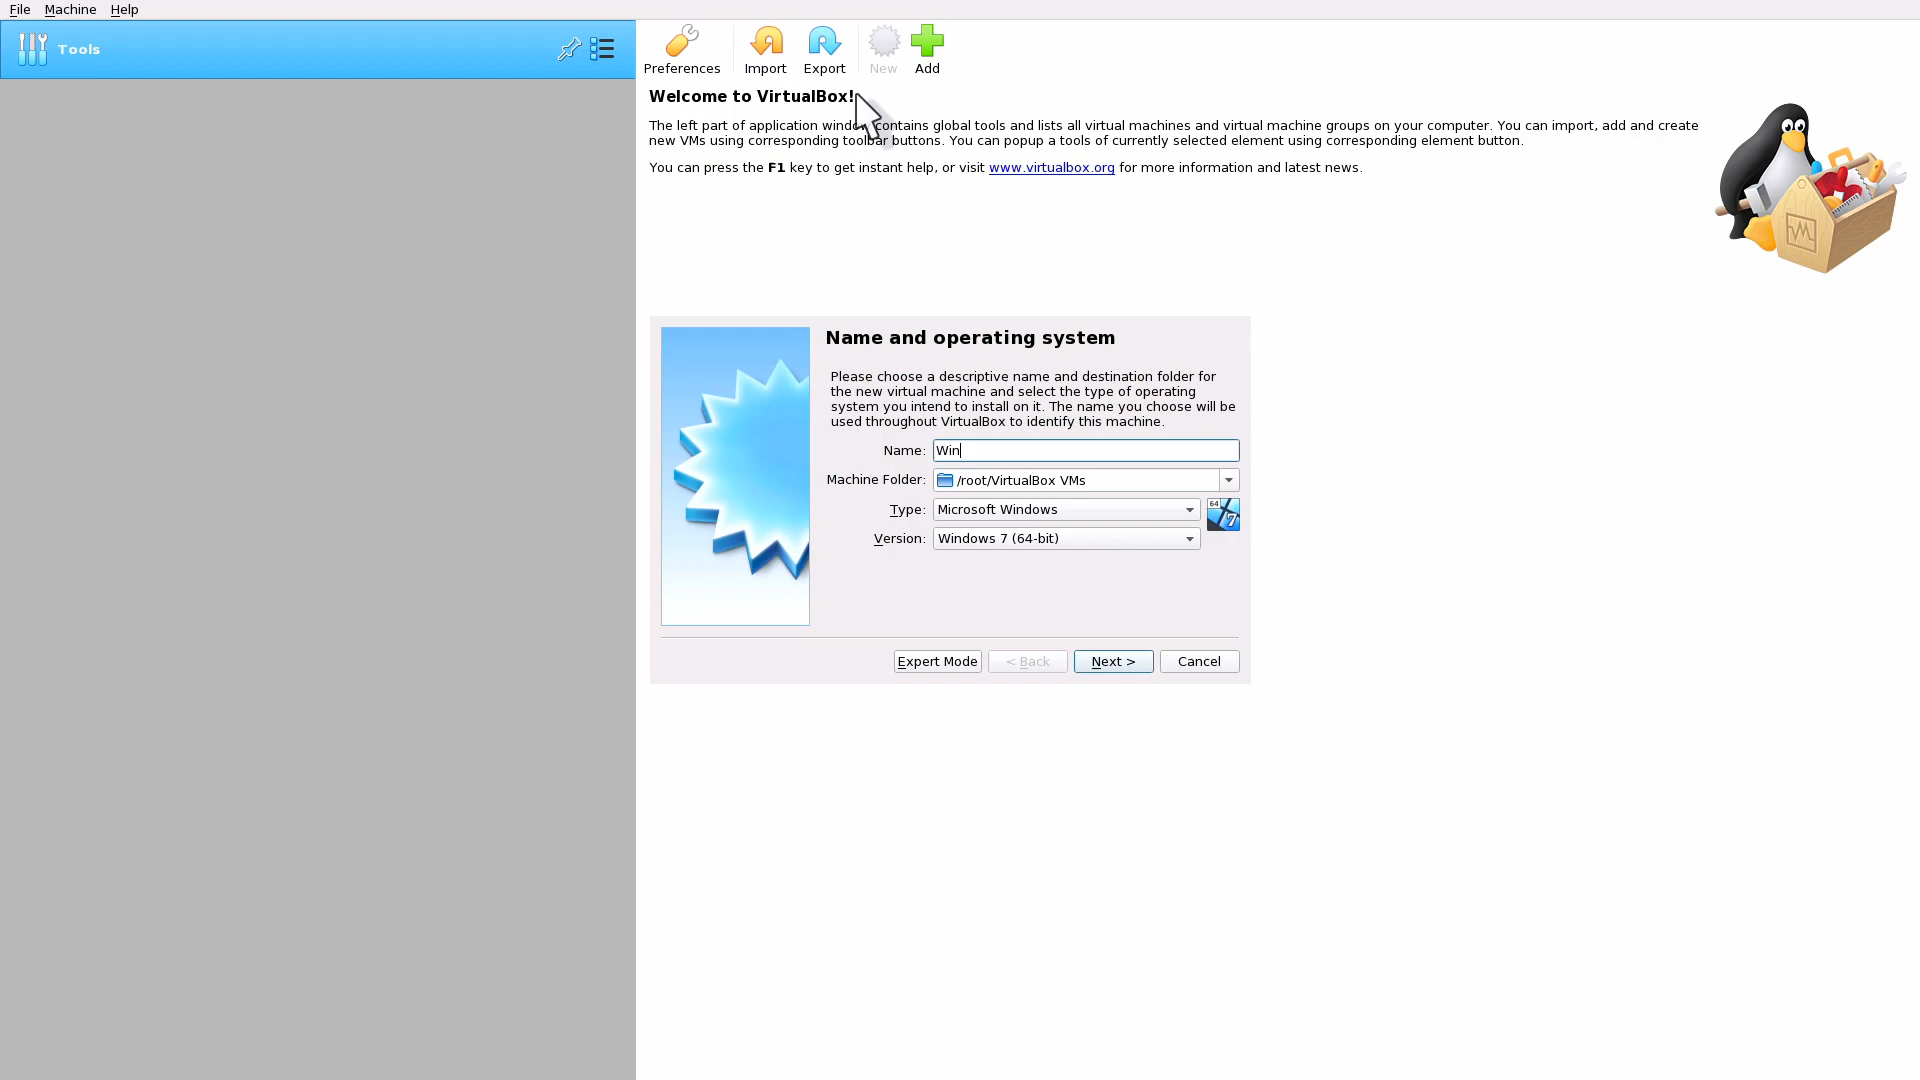 File Machine Help
Tools
Preferences Import Export New Add
Welcome to VirtualBox!
The left part of application window contains global tools and lists all virtual machines and virtual machine groups on your computer. You can import, add and create
new VMs using corresponding toolbar buttons. You can popup a tools of currently selected element using corresponding element button.
You can press the F1 key to get instant help, or visit www.virtualbox.org for more information and latest news.
Name and operating system
Please choose a descriptive name and destination folder for
the new virtual machine and select the type of operating
system you intend to install on it. The name you choose will be
used throughout VirtualBox to identify this machine.
Name: Win
Machine Folder: /root/VirtualBox VMs
Type: Microsoft Windows
64
7
Version: Windows 7 (64-bit)
Expert Mode < Back Next > Cancel